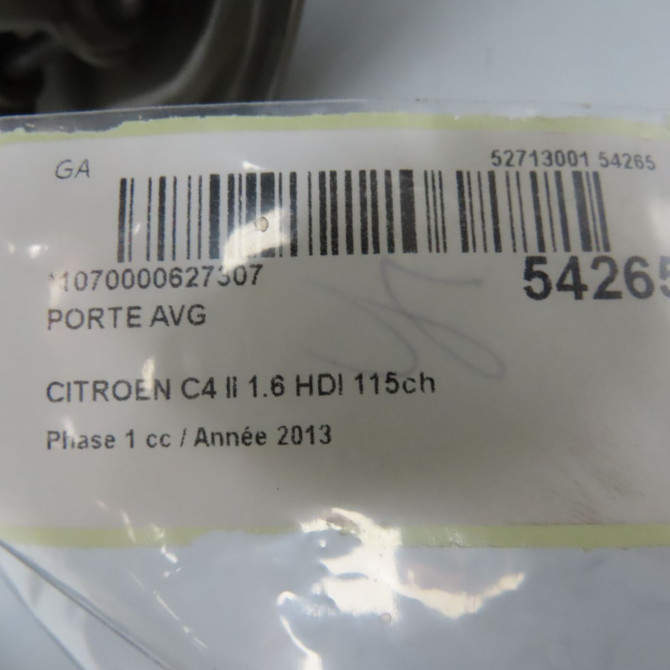 GA
52713001 54265
*1070000627307
54265
PORTE AVG
CITROEN C4 II 1.6 HDI 115ch
Phase 1 cc / Année 2013